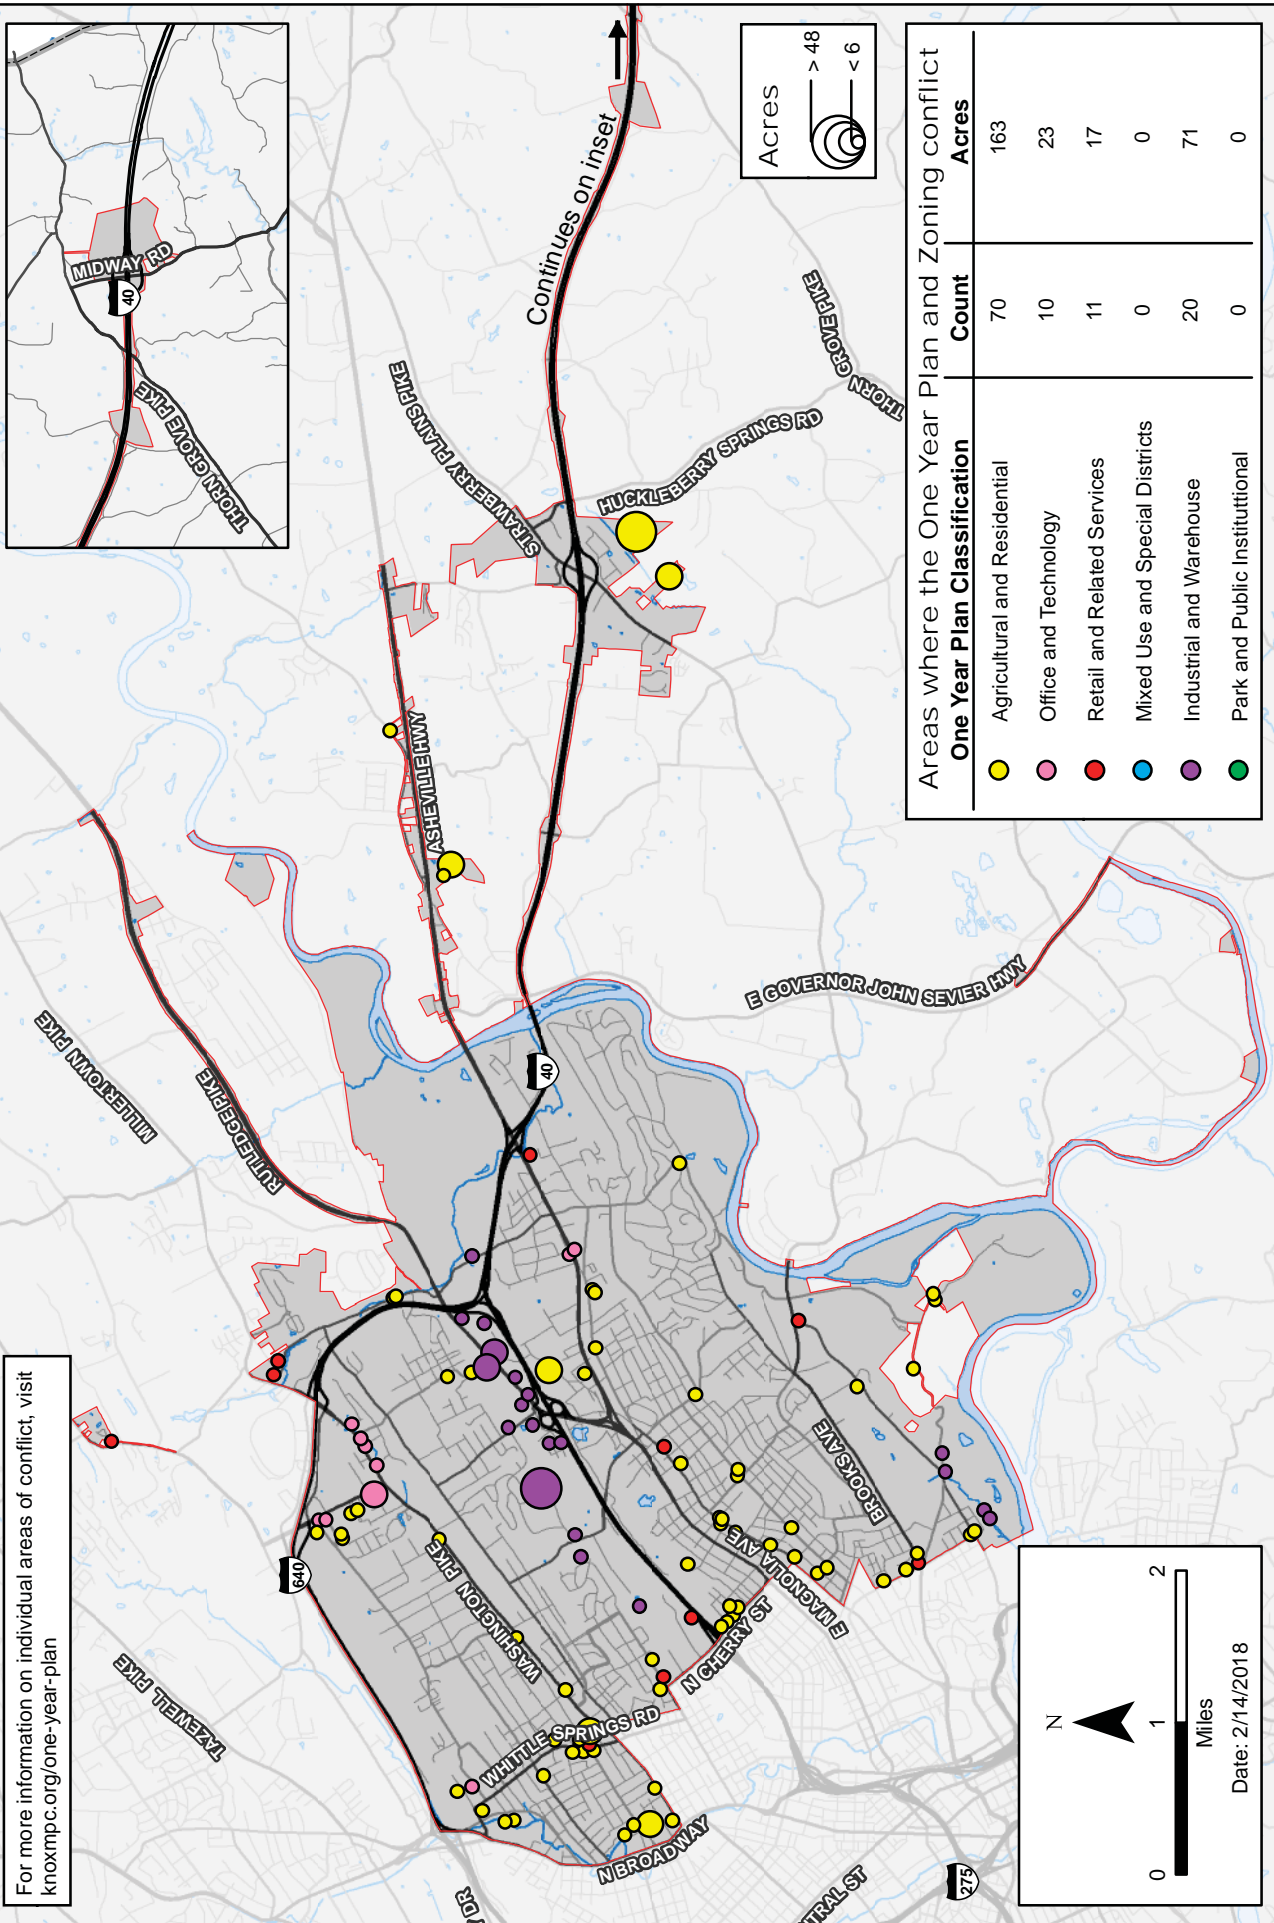 For more information on individual areas of conflict, visit
knoxmpc.org/one-year-plan
MIDWAY RD
40
THORN GROVE PIKE
Continues on inset
Acres
> 48
< 6
TAZEWELL PIKE
MILLERTOWN PIKE
RUTLEDGE PIKE
ASHEVILLE HWY
STRAWBERRY PLAINS PIKE
HUCKLEBERRY SPRINGS RD
THORN GROVE PIKE
640
40
WASHINGTON PIKE
WHITTLE SPRINGS RD
N BROADWAY
N CHERRY ST
E MAGNOLIA AVE
BROOKS AVE
E GOVERNOR JOHN SEVIER HWY
DR
TRAL ST
275
N
0
1
2
Miles
Date: 2/14/2018
Areas where the One Year Plan and Zoning conflict
One Year Plan Classification Count Acres
Agricultural and Residential 70 163
Office and Technology 10 23
Retail and Related Services 11 17
Mixed Use and Special Districts 0 0
Industrial and Warehouse 20 71
Park and Public Instituttional 0 0